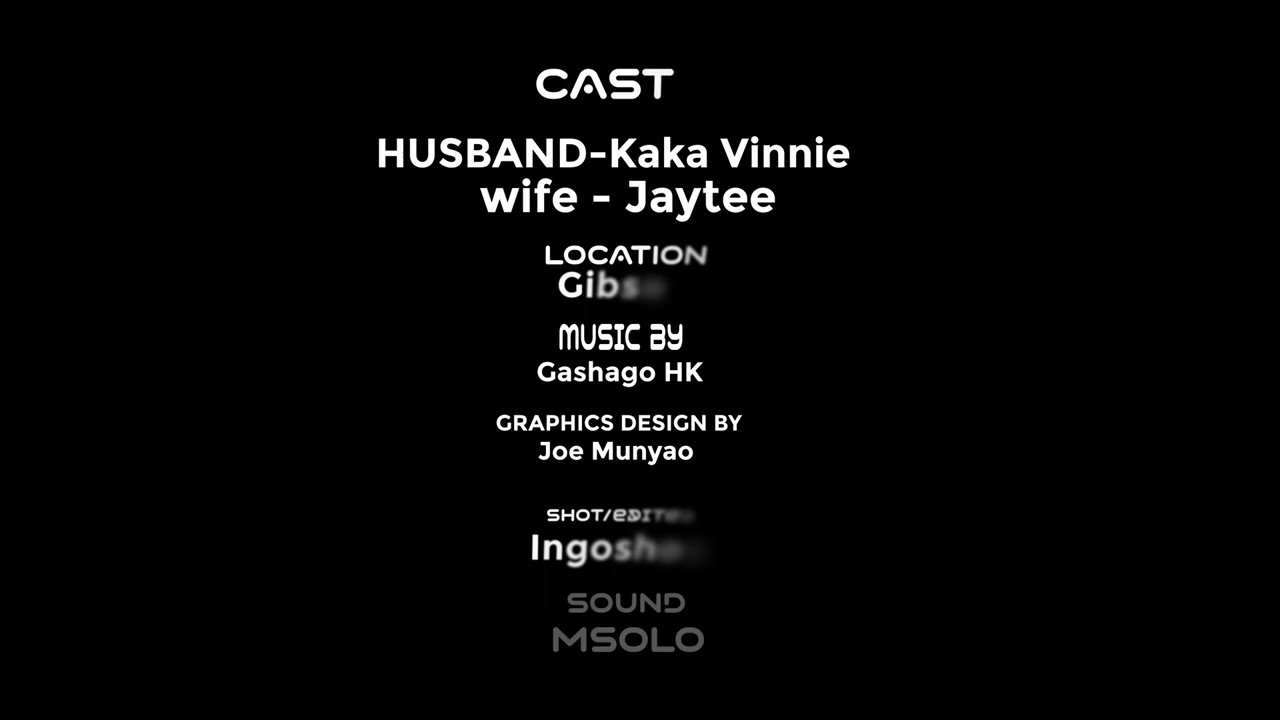 CAST
HUSBAND-Kaka Vinnie
wife - Jaytee
LOCATION
MUSIC BY
Gashago HK
GRAPHICS DESIGN BY
Joe Munyao
SOUND
MSOLO